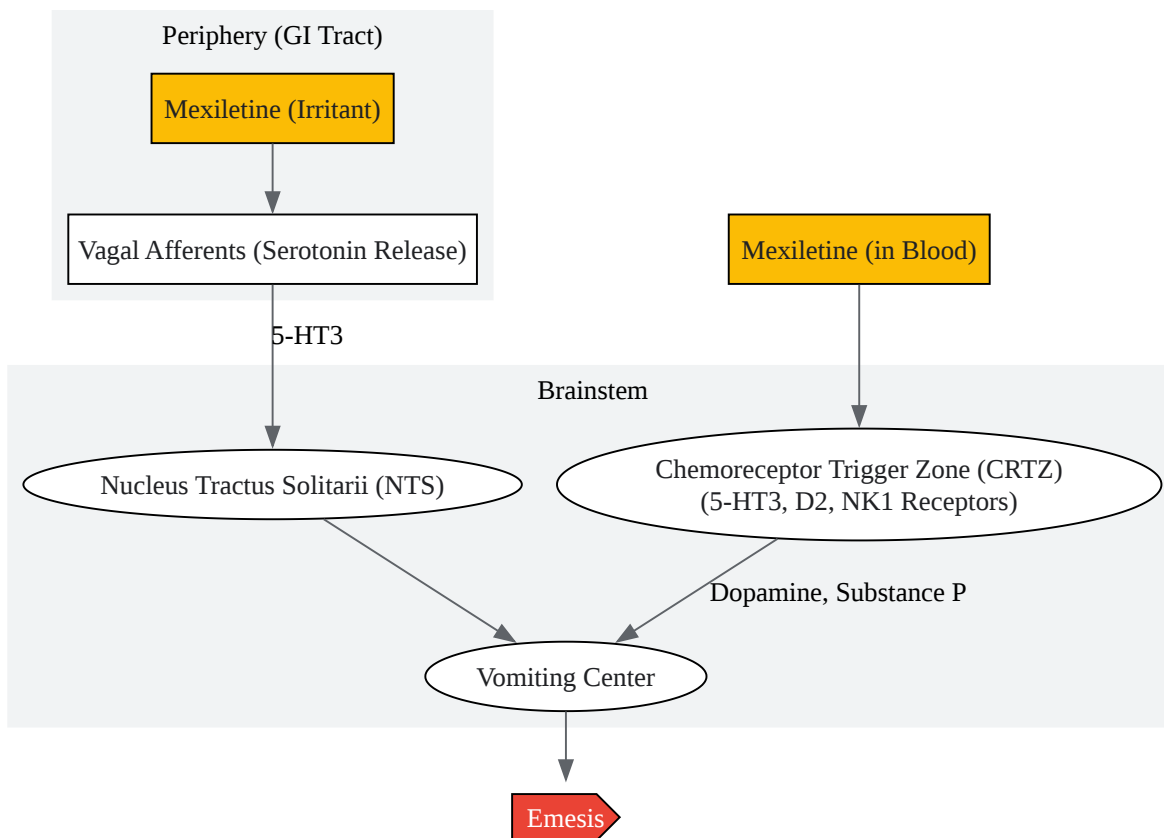 Periphery (GI Tract)
Mexiletine (Irritant)
Vagal Afferents (Serotonin Release)
Mexiletine (in Blood)
5-HT3
Brainstem
Nucleus Tractus Solitarii (NTS)
Chemoreceptor Trigger Zone (CRTZ)
(5-HT3, D2, NK1 Receptors)
Dopamine, Substance P
Vomiting Center
Emesis